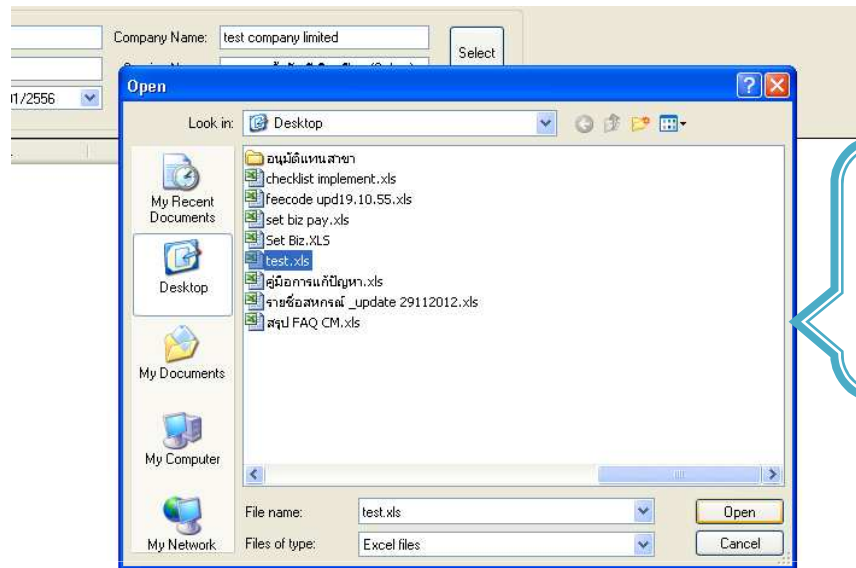 Company Name: test company limited
Select
01/2556
Open
Look in: Desktop
อนุมัติแทนสาขา
checklist implement.xls
feecode upd19.10.55.xls
set biz pay.xls
Set Biz.XLS
test.xls
คู่มือการแก้ปัญหา.xls
รายชื่อสหกรณ์ _update 29112012.xls
สรุป FAQ CM.xls
My Recent
Documents
Desktop
My Documents
My Computer
My Network
File name: test.xls
Open
Files of type: Excel files
Cancel